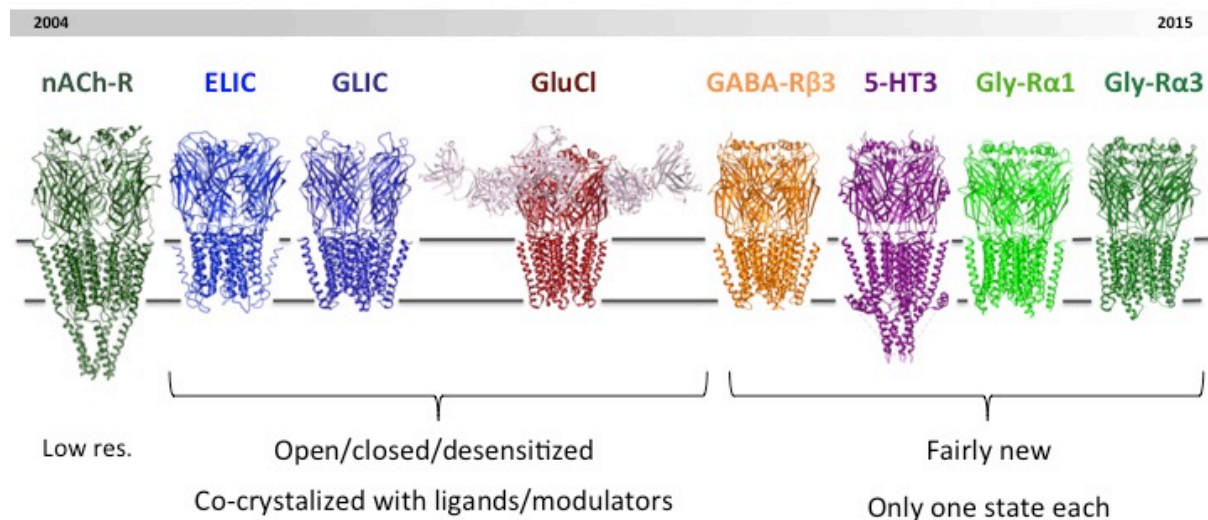 2004 2015
nACh-R ELIC GLIC GluCl GABA-Rβ3 5-HT3 Gly-Rα1 Gly-Rα3
Low res. Open/closed/desensitized Fairly new
Co-crystalized with ligands/modulators Only one state each